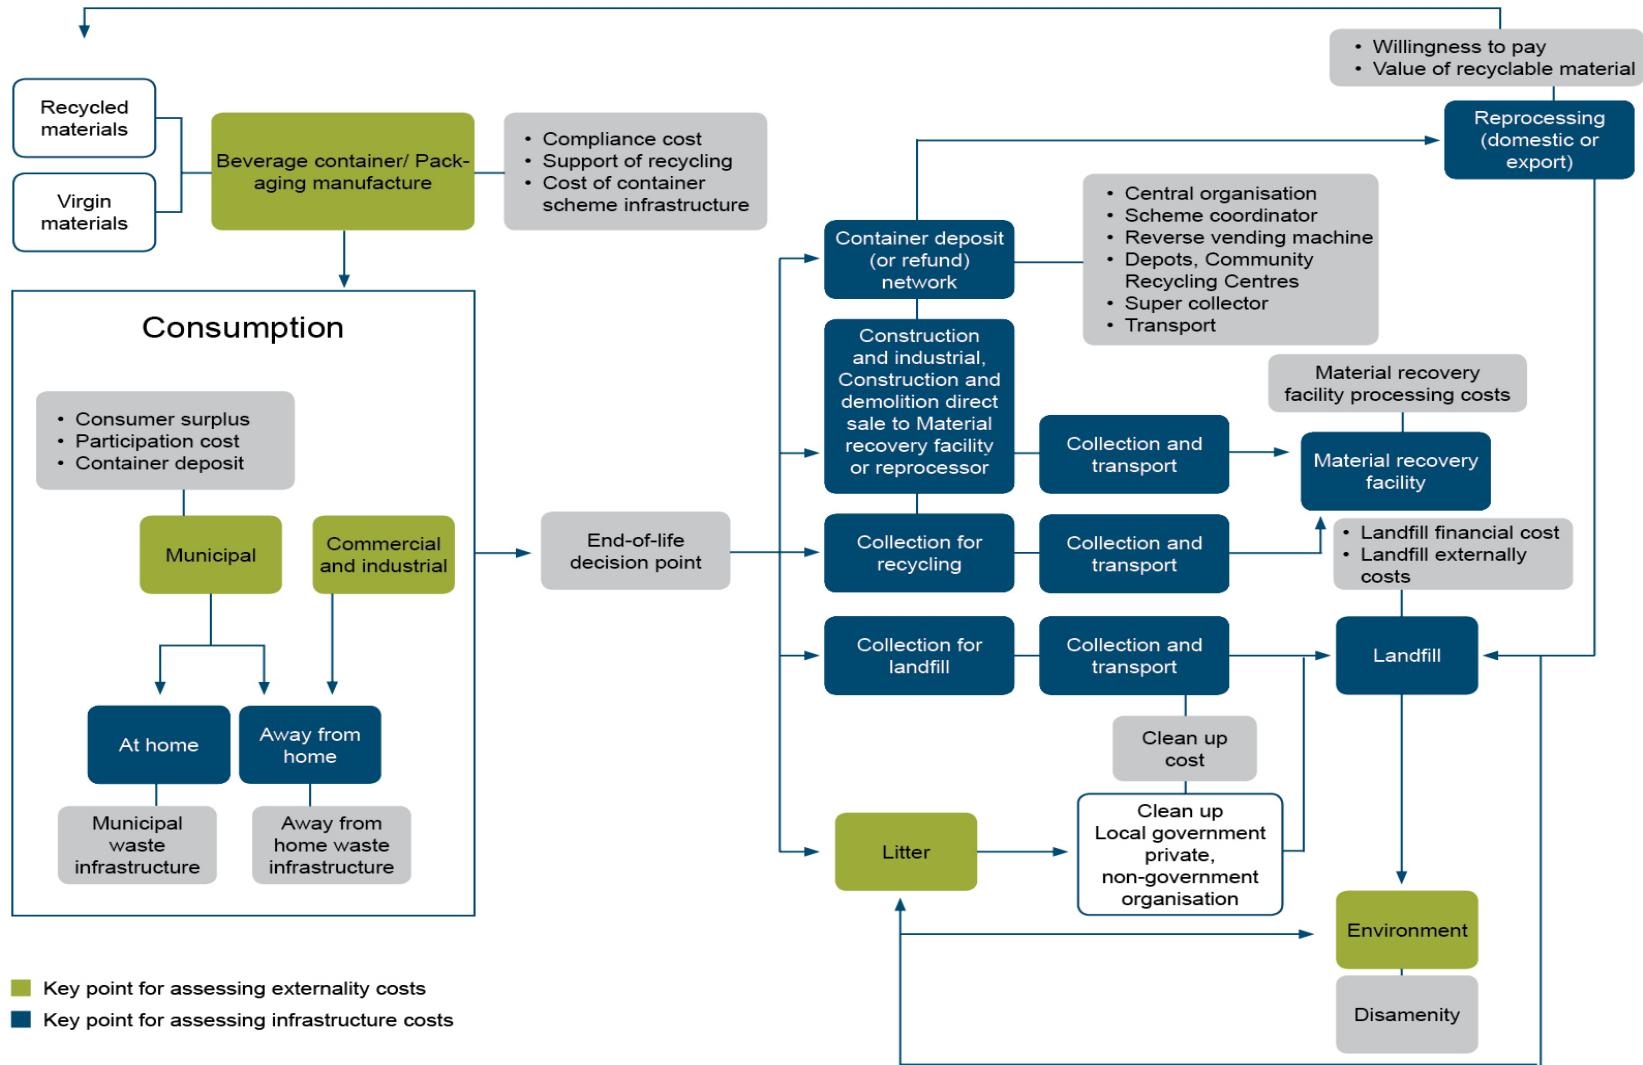 • Willingness to pay
• Value of recyclable material
Recycled
materials
Virgin
materials
Beverage container/ Pack-
aging manufacture
• Compliance cost
• Support of recycling
• Cost of container
scheme infrastructure
Reprocessing
(domestic or
export)
Container deposit
(or refund)
network
• Central organisation
• Scheme coordinator
• Reverse vending machine
• Depots, Community
Recycling Centres
• Super collector
• Transport
Consumption
• Consumer surplus
• Participation cost
• Container deposit
Municipal
Commercial
and industrial
At home
Away from
home
Municipal
waste
infrastructure
Away from
home waste
infrastructure
End-of-life
decision point
Construction
and industrial,
Construction and
demolition direct
sale to Material
recovery facility
or reprocessor
Collection and
transport
Material recovery
facility processing costs
Material recovery
facility
Collection for
recycling
Collection and
transport
• Landfill financial cost
• Landfill externally
costs
Collection for
landfill
Collection and
transport
Landfill
Clean up
cost
Litter
Clean up
Local government
private,
non-government
organisation
Environment
Disamenity
Key point for assessing externality costs
Key point for assessing infrastructure costs